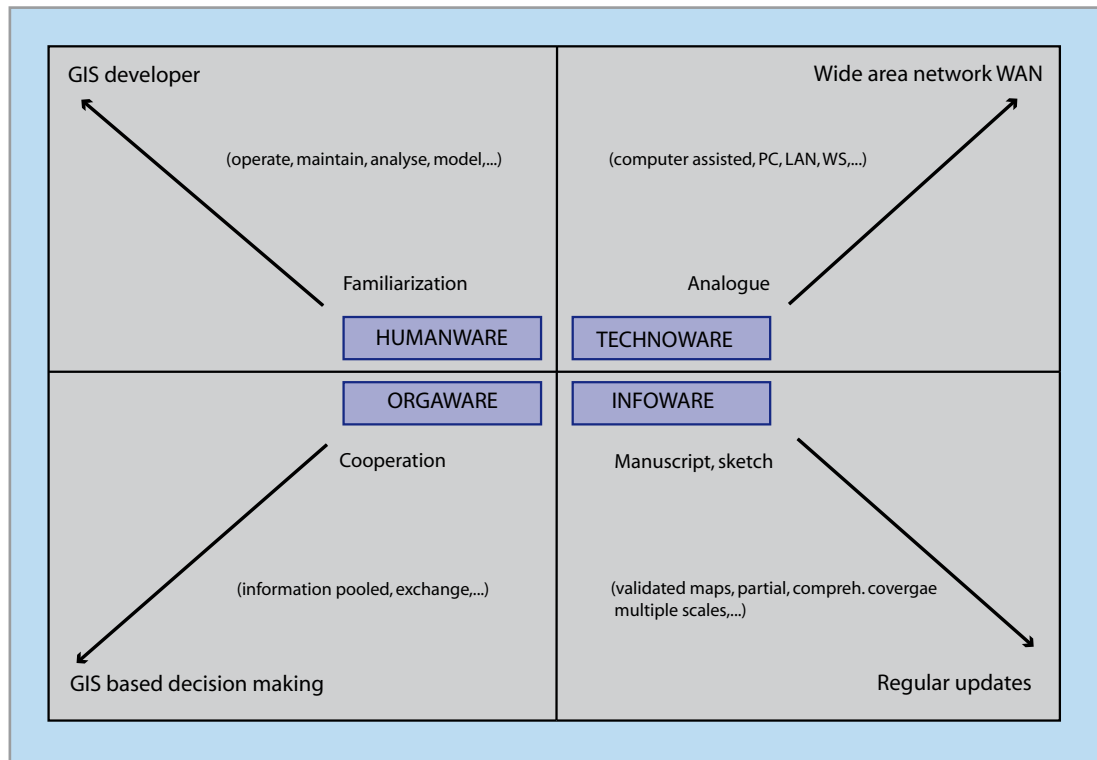 GIS developer
(operate, maintain, analyse, model,...)
Familiarization
HUMANWARE
Wide area network WAN
(computer assisted, PC, LAN, WS,...)
Analogue
TECHNOWARE
ORGAWARE
Cooperation
(information pooled, exchange,...)
GIS based decision making
INFOWARE
Manuscript, sketch
(validated maps, partial, compreh. covergae
multiple scales,...)
Regular updates